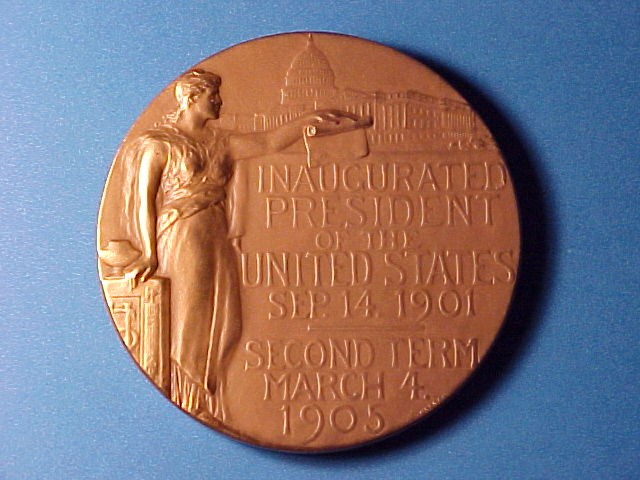 INAUGURATED
PRESIDENT
OF THE
UNITED STATES
SEP. 14. 1901
SECOND TERM
MARCH 4.
1905